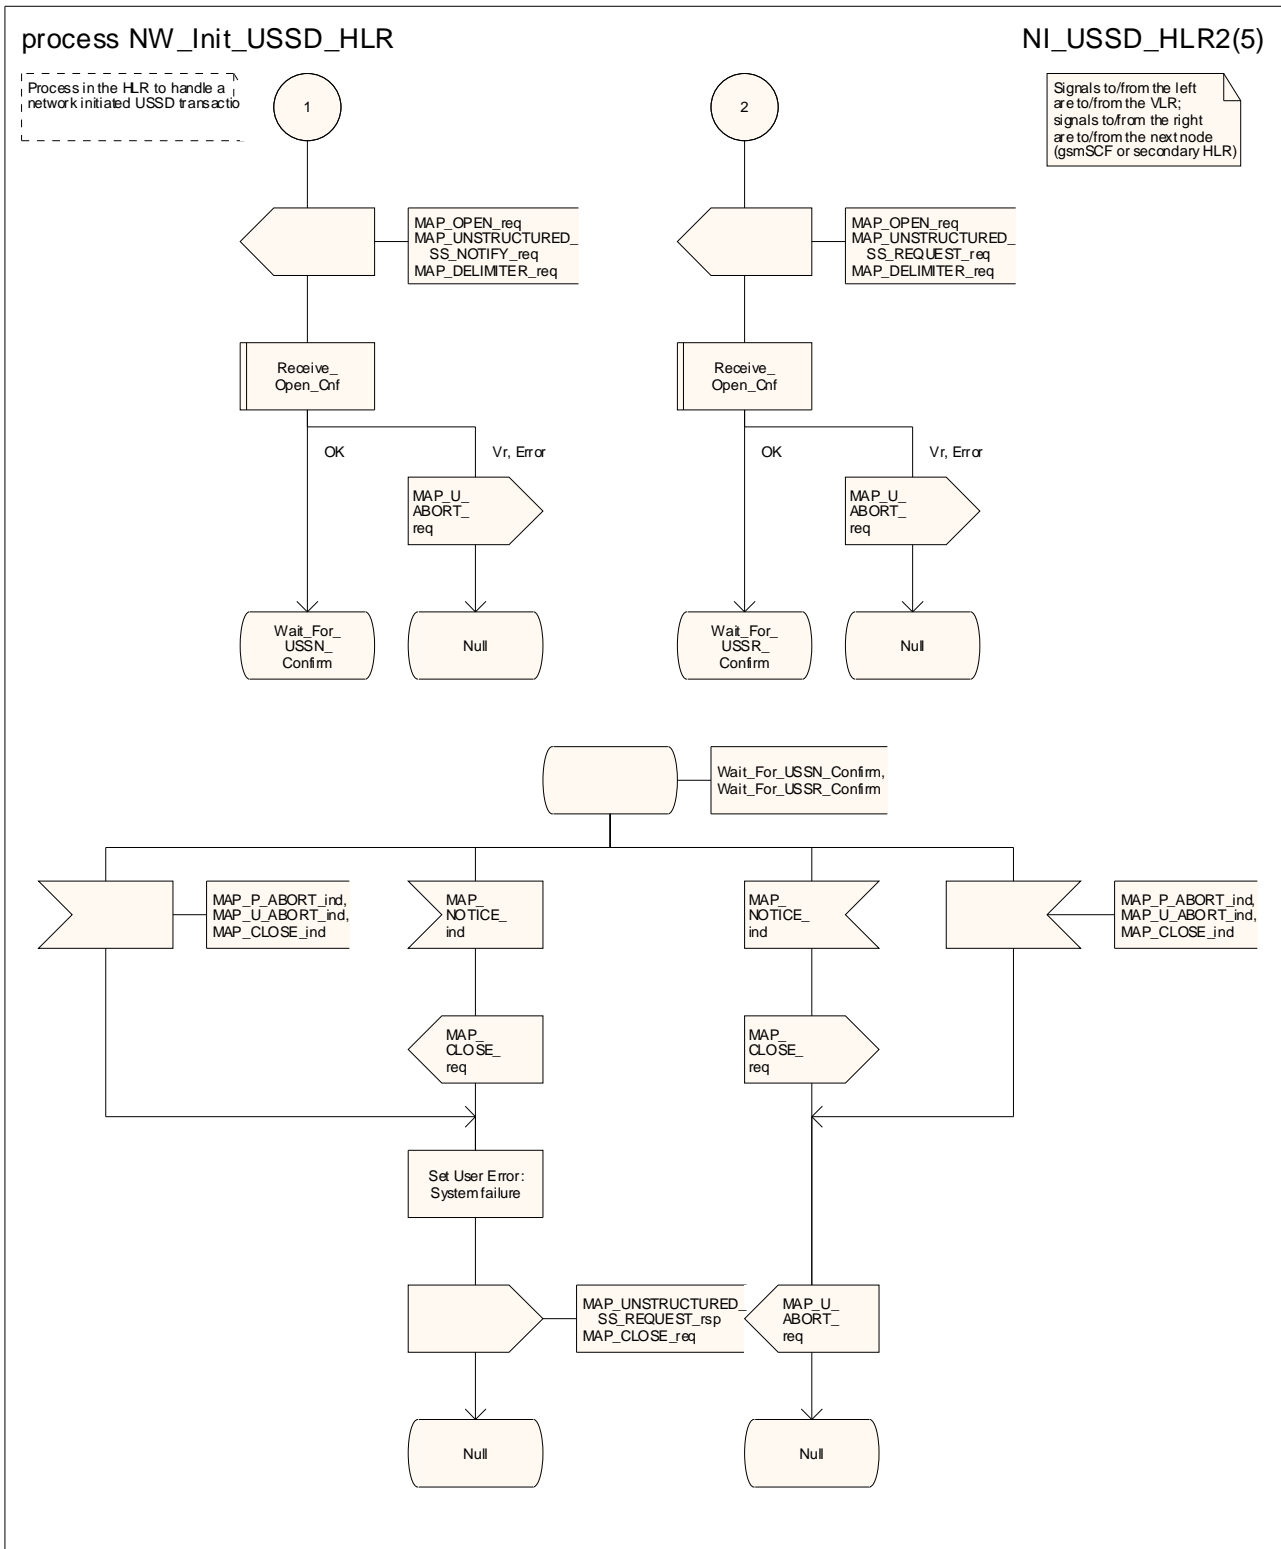 process NW_Init_USSD_HLR
NI_USSD_HLR2(5)
Process in the HLR to handle a
network initiated USSD transactio
1
2
Signals to/from the left
are to/from the VLR;
signals to/from the right
are to/from the next node
(gsmSCF or secondary HLR)
MAP_OPEN_req
MAP_UNSTRUCTURED_
SS_NOTIFY_req
MAP_DELIMITER_req
MAP_OPEN_req
MAP_UNSTRUCTURED_
SS_REQUEST_req
MAP_DELIMITER_req
Receive_
Open_Cnf
Receive_
Open_Cnf
OK
Vr, Error
OK
Vr, Error
MAP_U_
ABORT_
req
MAP_U_
ABORT_
req
Wait_For_
USSN_
Confirm
Null
Wait_For_
USSR_
Confirm
Null
Wait_For_USSN_Confirm,
Wait_For_USSR_Confirm
MAP_P_ABORT_ind,
MAP_U_ABORT_ind,
MAP_CLOSE_ind
MAP_
NOTICE_
ind
MAP_
NOTICE_
ind
MAP_P_ABORT_ind,
MAP_U_ABORT_ind,
MAP_CLOSE_ind
MAP_
CLOSE_
req
MAP_
CLOSE_
req
Set User Error:
System failure
MAP_UNSTRUCTURED_
SS_REQUEST_rsp
MAP_CLOSE_req
MAP_U_
ABORT_
req
Null
Null